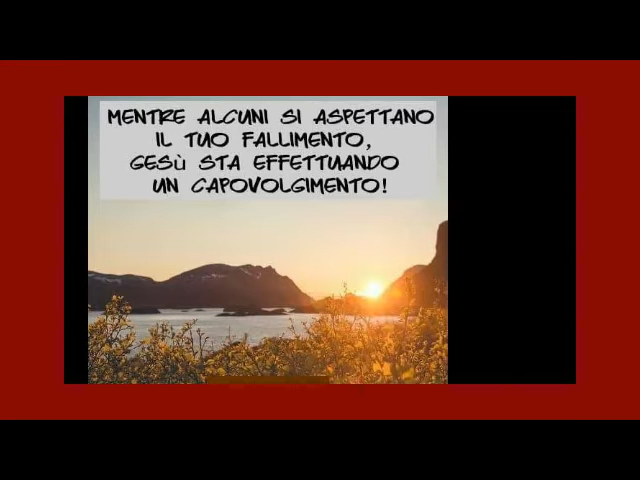 MENTRE ALCUNI SI ASPETTANO
IL TUO FALLIMENTO,
GESÙ STA EFFETTUANDO
UN CAPOVOLGIMENTO!